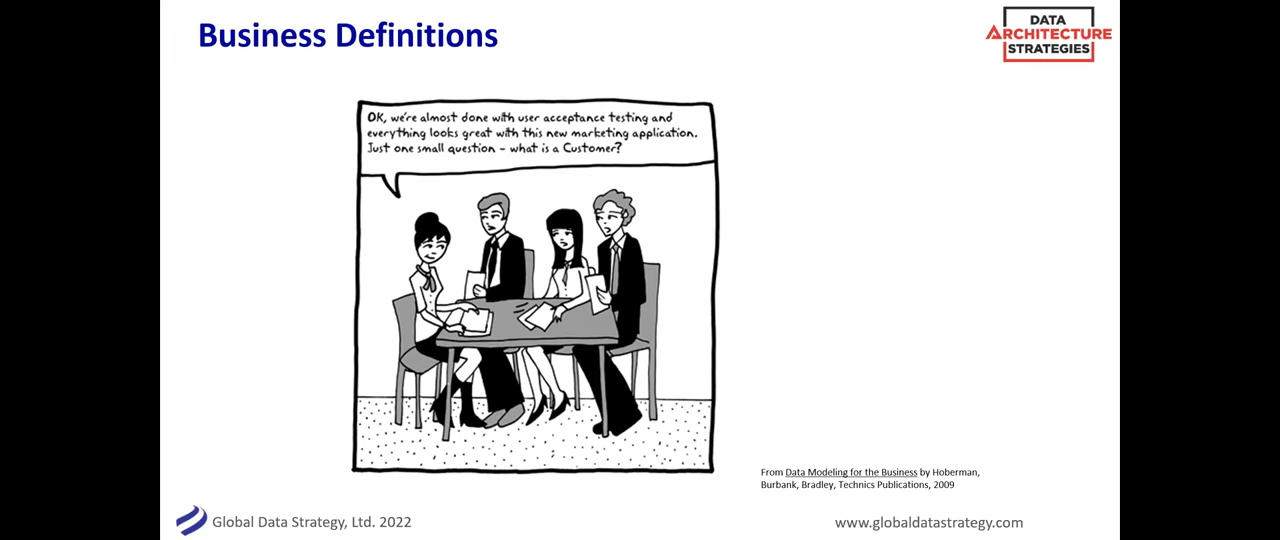 Business Definitions
DATA
ARCHITECTURE
STRATEGIES
OK, we're almost done with user acceptance testing and
everything looks great with this new marketing application.
Just one small question - what is a Customer?
From Data Modeling for the Business by Hoberman,
Burbank, Bradley, Technics Publications, 2009
Global Data Strategy, Ltd. 2022
www.globaldatastrategy.com